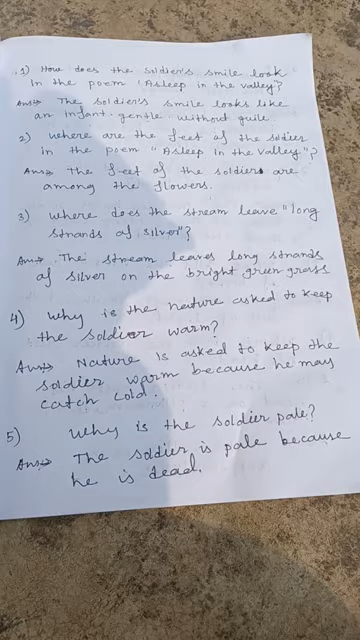 1) How does the soldier's smile look
in the poem "Asleep in the valley"?
Ans→ The soldier's smile looks like
an infant-gentle without guile
2) where are the feet of the soldier
in the poem "Asleep in the valley"?
Ans→ The feet of the soldiers are
among the flowers.
3) where does the stream leave "long
strands of silver"?
Ans→ The stream leaves long strands
of silver on the bright green grass
4) why is the nature asked to keep
the soldier warm?
Ans→ Nature is asked to keep the
soldier warm because he may
catch cold.
5) why is the soldier pale?
Ans→ The soldier is pale because
he is dead.